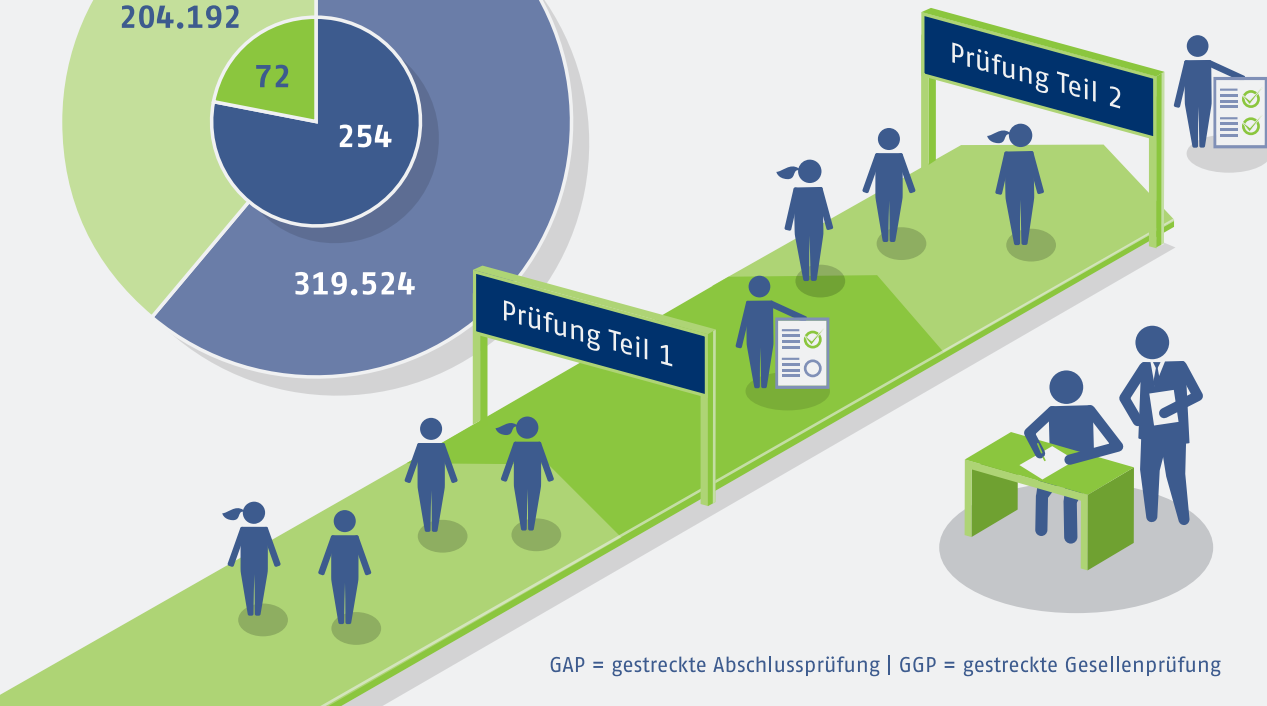 204.192
72
254
319.524
Prüfung Teil 2
Prüfung Teil 1
GAP = gestreckte Abschlussprüfung | GGP = gestreckte Gesellenprüfung